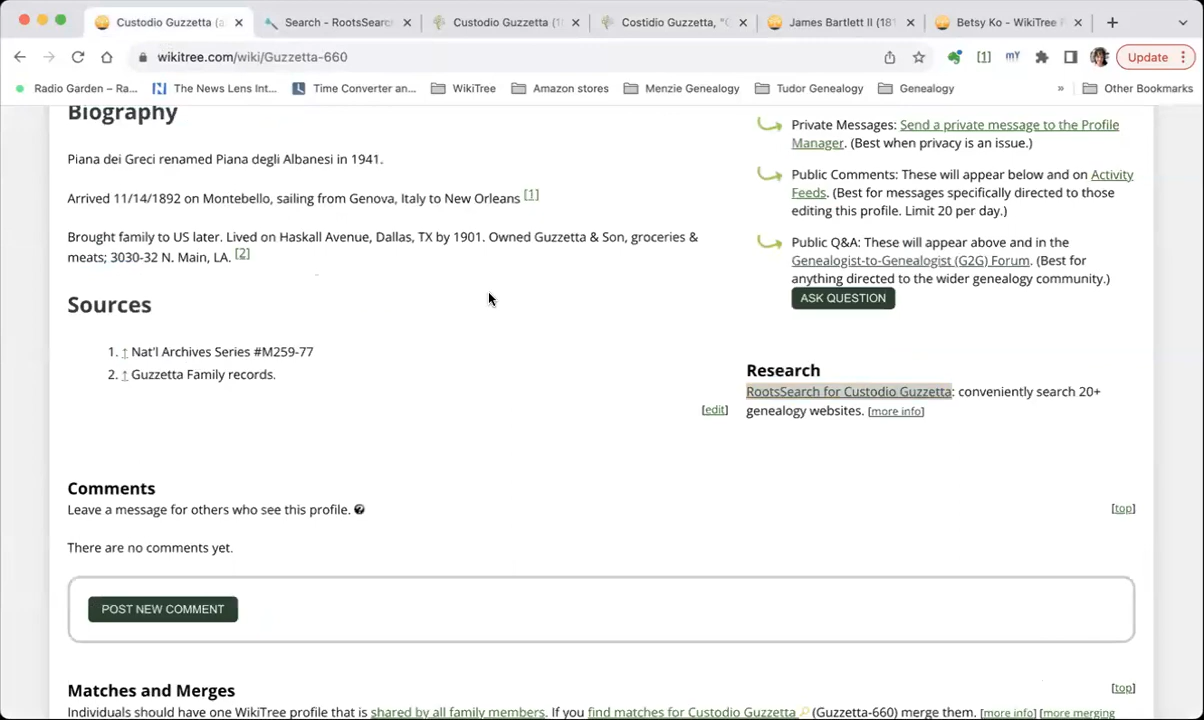 Custodio Guzzetta (a
Search - RootsSearc
Custodio Guzzetta (1
Costidio Guzzetta, "C
James Bartlett II (18
Betsy Ko - WikiTree
wikitree.com/wiki/Guzzetta-660
[1]
mY
Update
Radio Garden – Ra...
The News Lens Int...
Time Converter an...
WikiTree
Amazon stores
Menzie Genealogy
Tudor Genealogy
Genealogy
»
Other Bookmarks
Biography
Piana dei Greci renamed Piana degli Albanesi in 1941.
Arrived 11/14/1892 on Montebello, sailing from Genova, Italy to New Orleans [1]
Brought family to US later. Lived on Haskall Avenue, Dallas, TX by 1901. Owned Guzzetta & Son, groceries &
meats; 3030-32 N. Main, LA. [2]
Sources
1. ↑ Nat'l Archives Series #M259-77
2. ↑ Guzzetta Family records.
[edit]
Private Messages: Send a private message to the Profile
Manager. (Best when privacy is an issue.)
Public Comments: These will appear below and on Activity
Feeds. (Best for messages specifically directed to those
editing this profile. Limit 20 per day.)
Public Q&A: These will appear above and in the
Genealogist-to-Genealogist (G2G) Forum. (Best for
anything directed to the wider genealogy community.)
ASK QUESTION
Research
RootsSearch for Custodio Guzzetta: conveniently search 20+
genealogy websites. [more info]
Comments
[top]
Leave a message for others who see this profile.
There are no comments yet.
POST NEW COMMENT
Matches and Merges
[top]
Individuals should have one WikiTree profile that is shared by all family members. If you find matches for Custodio Guzzetta (Guzzetta-660) merge them. [more info] [more merging